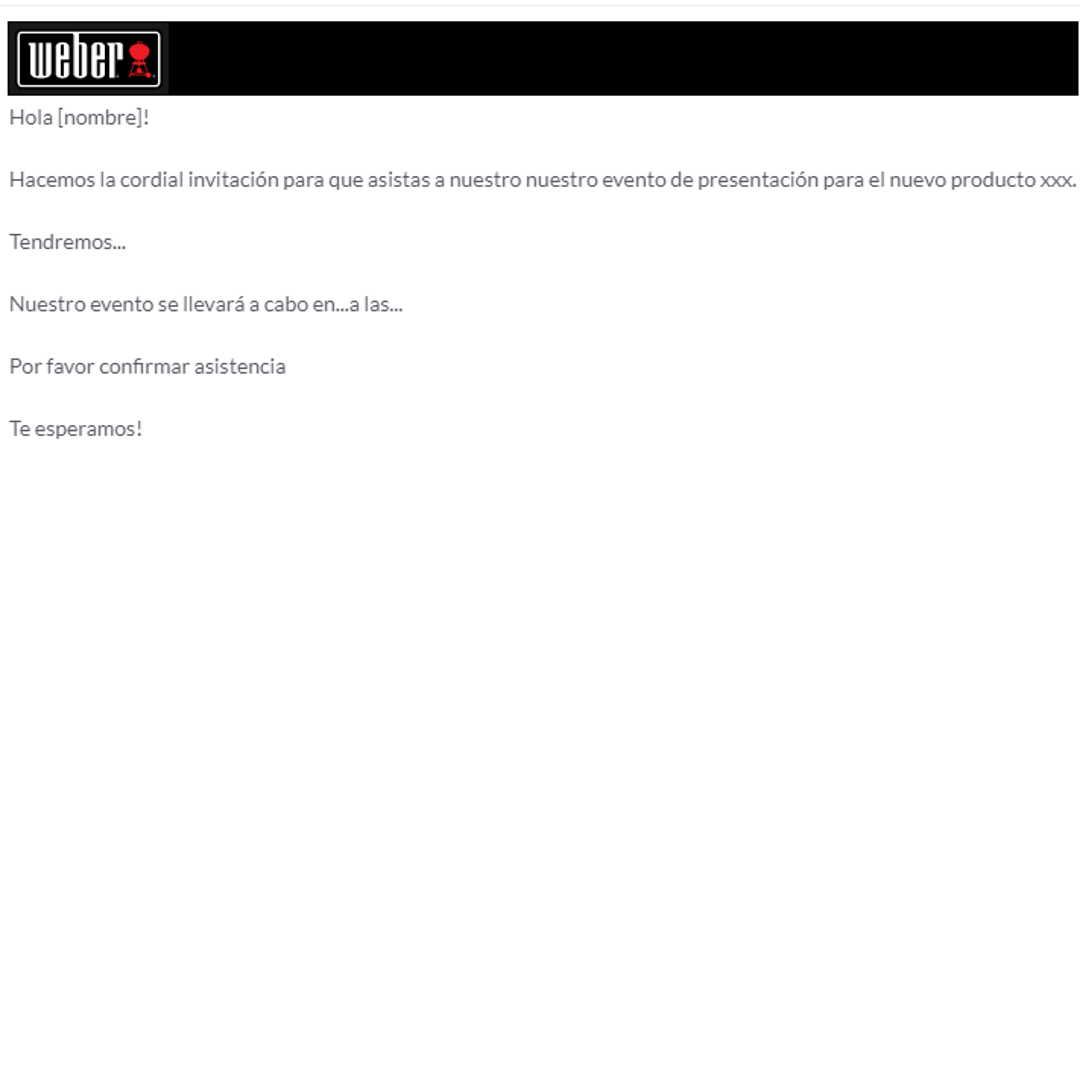 weber
Hola [nombre]!
Hacemos la cordial invitación para que asistas a nuestro nuestro evento de presentación para el nuevo producto xxx.
Tendremos...
Nuestro evento se llevará a cabo en...a las...
Por favor confirmar asistencia
Te esperamos!